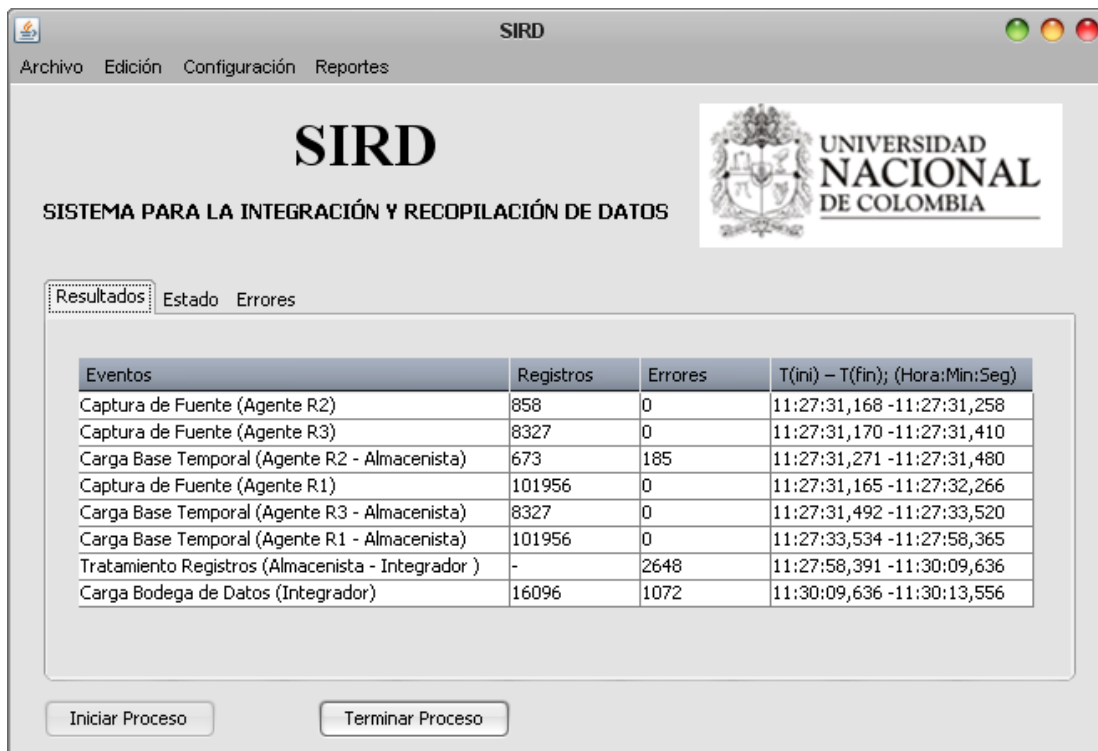 SIRD
Archivo Edición Configuración Reportes
SIRD
SISTEMA PARA LA INTEGRACIÓN Y RECOPILACIÓN DE DATOS
UNIVERSIDAD
NACIONAL
DE COLOMBIA
Resultados Estado Errores
Eventos Registros Errores T(ini) – T(fin); (Hora:Min:Seg)
Captura de Fuente (Agente R2) 858 0 11:27:31,168 -11:27:31,258
Captura de Fuente (Agente R3) 8327 0 11:27:31,170 -11:27:31,410
Carga Base Temporal (Agente R2 - Almacenista) 673 185 11:27:31,271 -11:27:31,480
Captura de Fuente (Agente R1) 101956 0 11:27:31,165 -11:27:32,266
Carga Base Temporal (Agente R3 - Almacenista) 8327 0 11:27:31,492 -11:27:33,520
Carga Base Temporal (Agente R1 - Almacenista) 101956 0 11:27:33,534 -11:27:58,365
Tratamiento Registros (Almacenista - Integrador ) - 2648 11:27:58,391 -11:30:09,636
Carga Bodega de Datos (Integrador) 16096 1072 11:30:09,636 -11:30:13,556
Iniciar Proceso Terminar Proceso